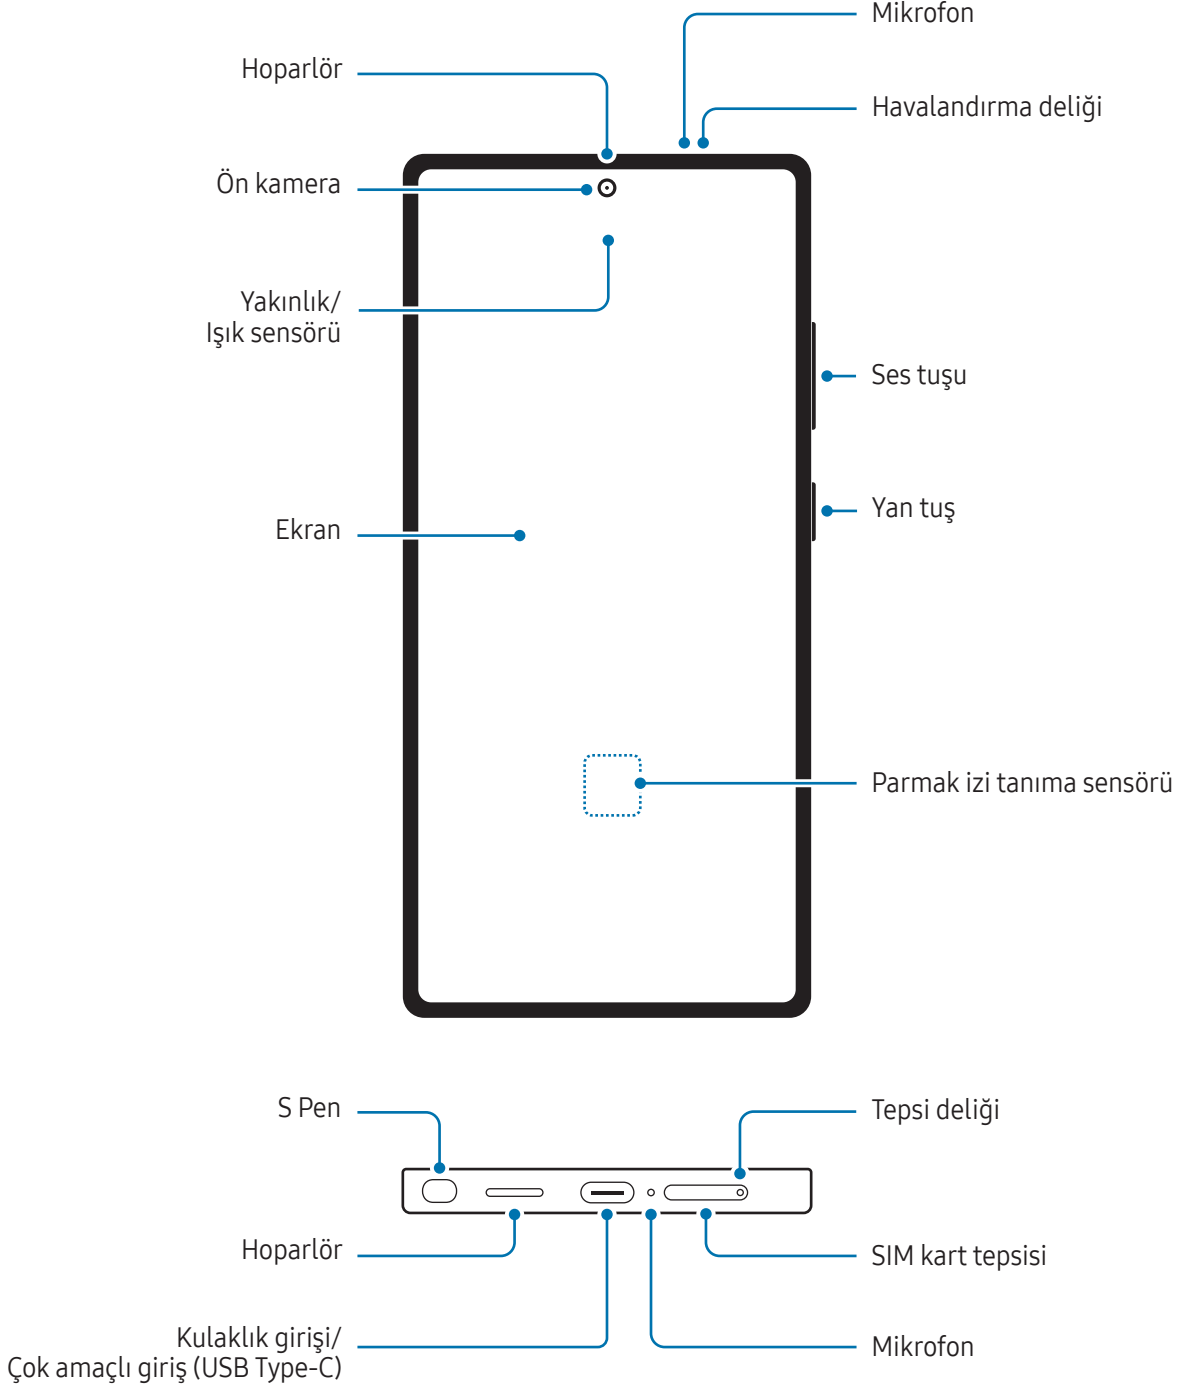 Mikrofon
Hoparlör
Havalandırma deliği
Ön kamera
Yakınlık/
Işık sensörü
Ses tuşu
Yan tuş
Ekran
Parmak izi tanıma sensörü
S Pen
Tepsi deliği
Hoparlör
SIM kart tepsisi
Kulaklık girişi/
Çok amaçlı giriş (USB Type-C)
Mikrofon